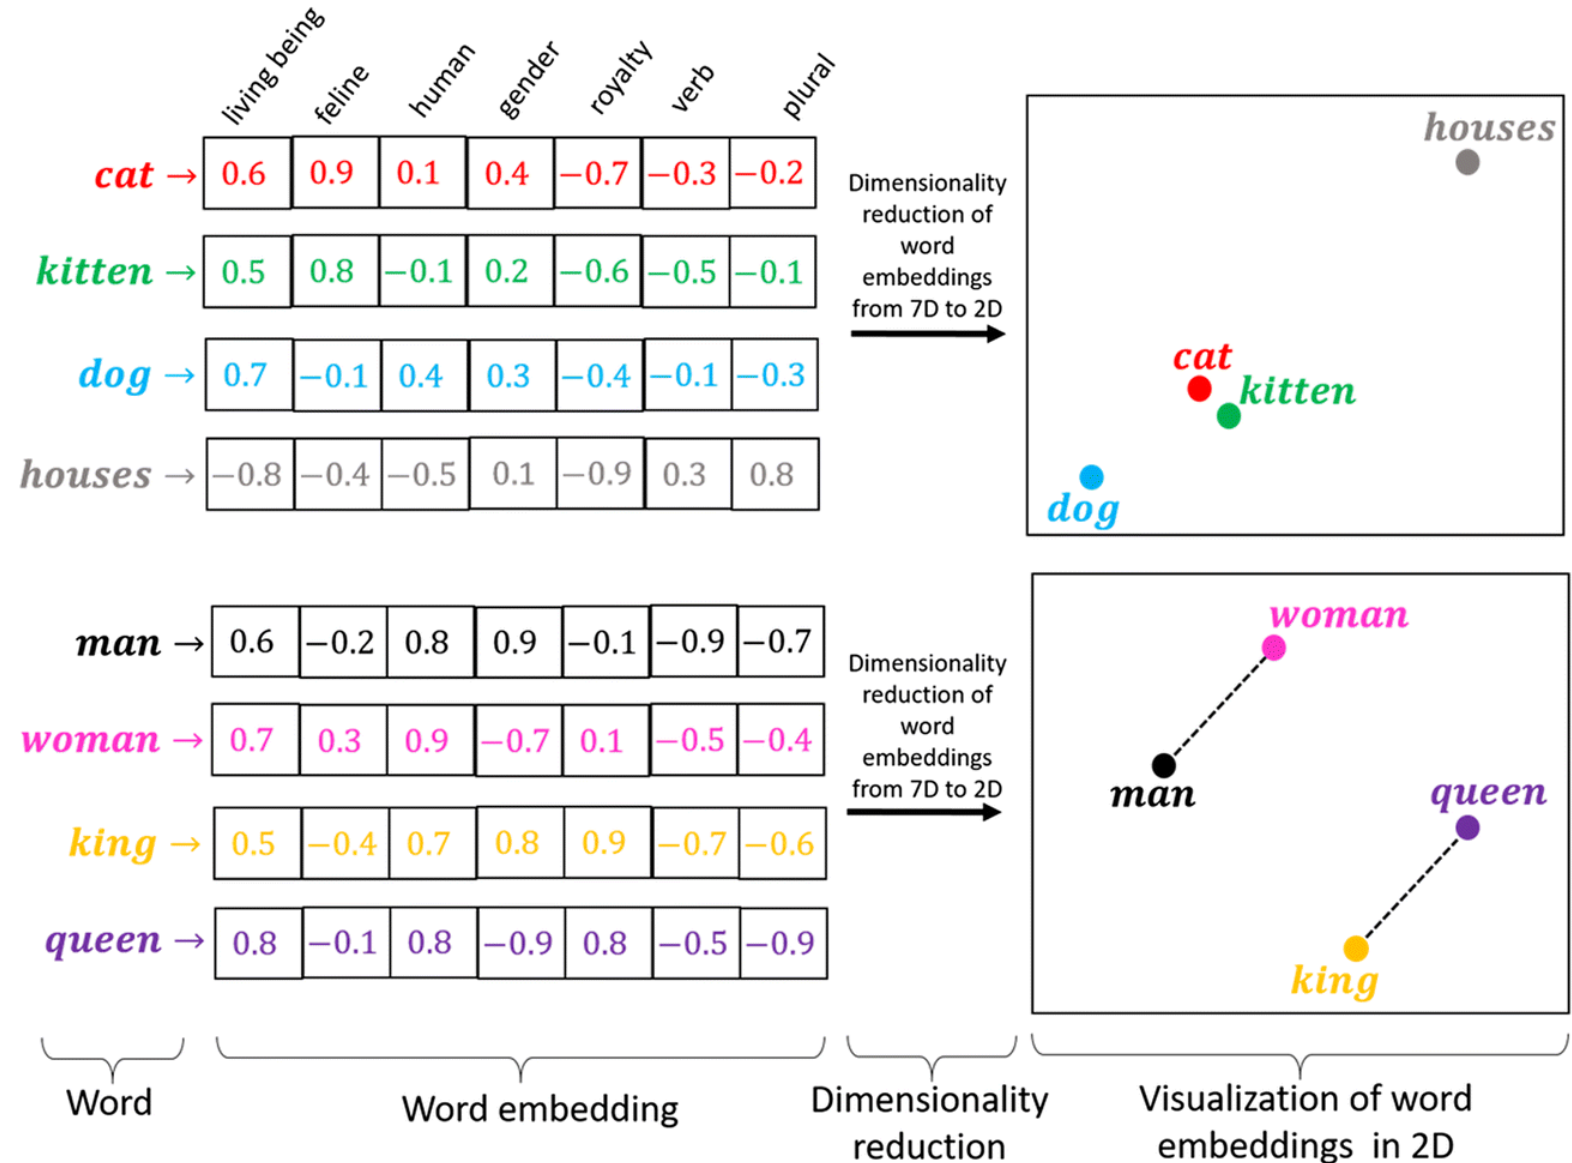 living being feline human gender royalty verb plural
cat → 0.6 0.9 0.1 0.4 −0.7 −0.3 −0.2
kitten → 0.5 0.8 −0.1 0.2 −0.6 −0.5 −0.1
dog → 0.7 −0.1 0.4 0.3 −0.4 −0.1 −0.3
houses → −0.8 −0.4 −0.5 0.1 −0.9 0.3 0.8
Dimensionality
reduction of
word
embeddings
from 7D to 2D
houses
cat
kitten
dog
man → 0.6 −0.2 0.8 0.9 −0.1 −0.9 −0.7
woman → 0.7 0.3 0.9 −0.7 0.1 −0.5 −0.4
king → 0.5 −0.4 0.7 0.8 0.9 −0.7 −0.6
queen → 0.8 −0.1 0.8 −0.9 0.8 −0.5 −0.9
Dimensionality
reduction of
word
embeddings
from 7D to 2D
woman
man
queen
king
Word
Word embedding
Dimensionality
reduction
Visualization of word
embeddings in 2D